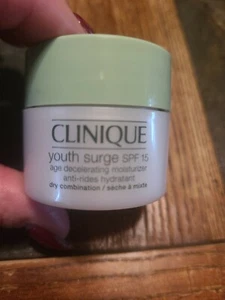 CLINIQUE
youth surge SPF 15
age decelerating moisturizer
anti-rides hydratant
dry combination / sèche à mixte